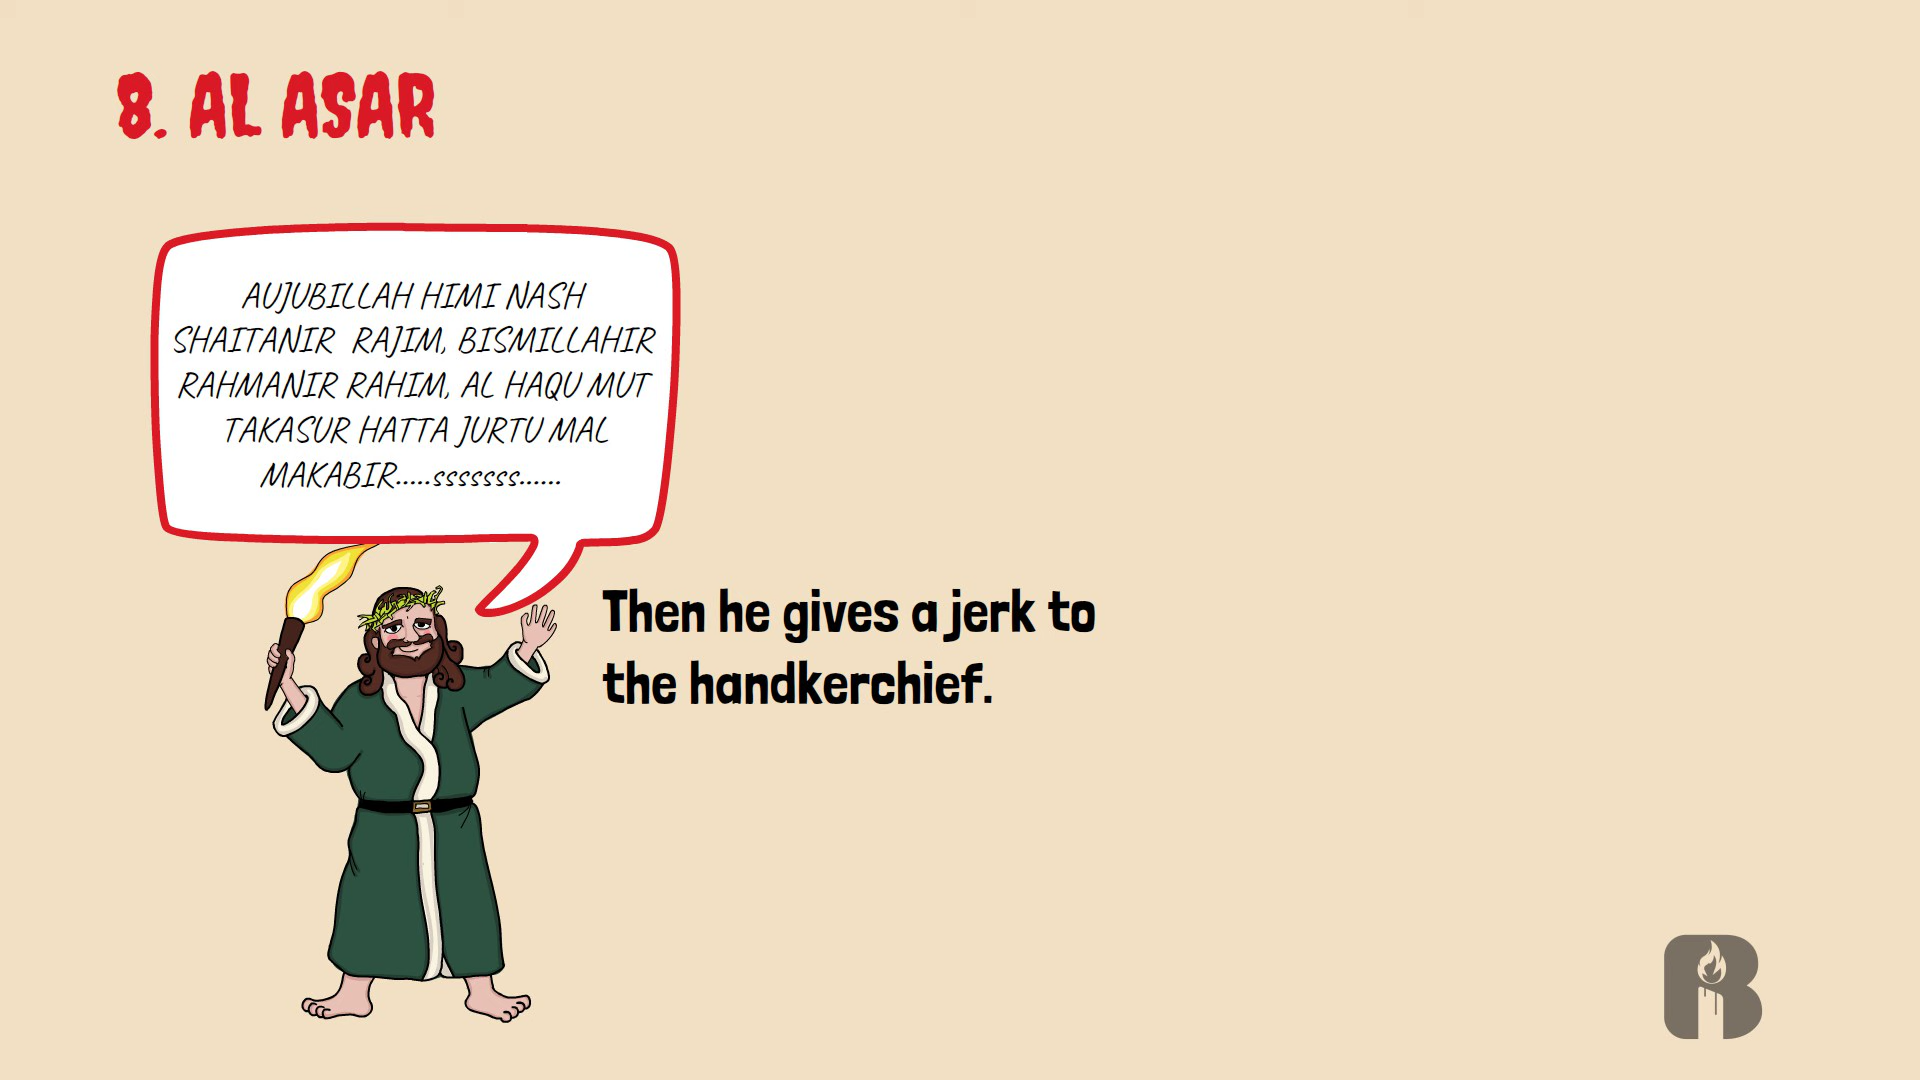 8. AL ASAR
AUJUBILLAH HIMI NASH
SHAITANIR RAJIM, BISMILLAHIR
RAHMANIR RAHIM, AL HAQU MUT
TAKASUR HATTA JURTU MAL
MAKABIR.....sssssss......
Then he gives a jerk to
the handkerchief.
B